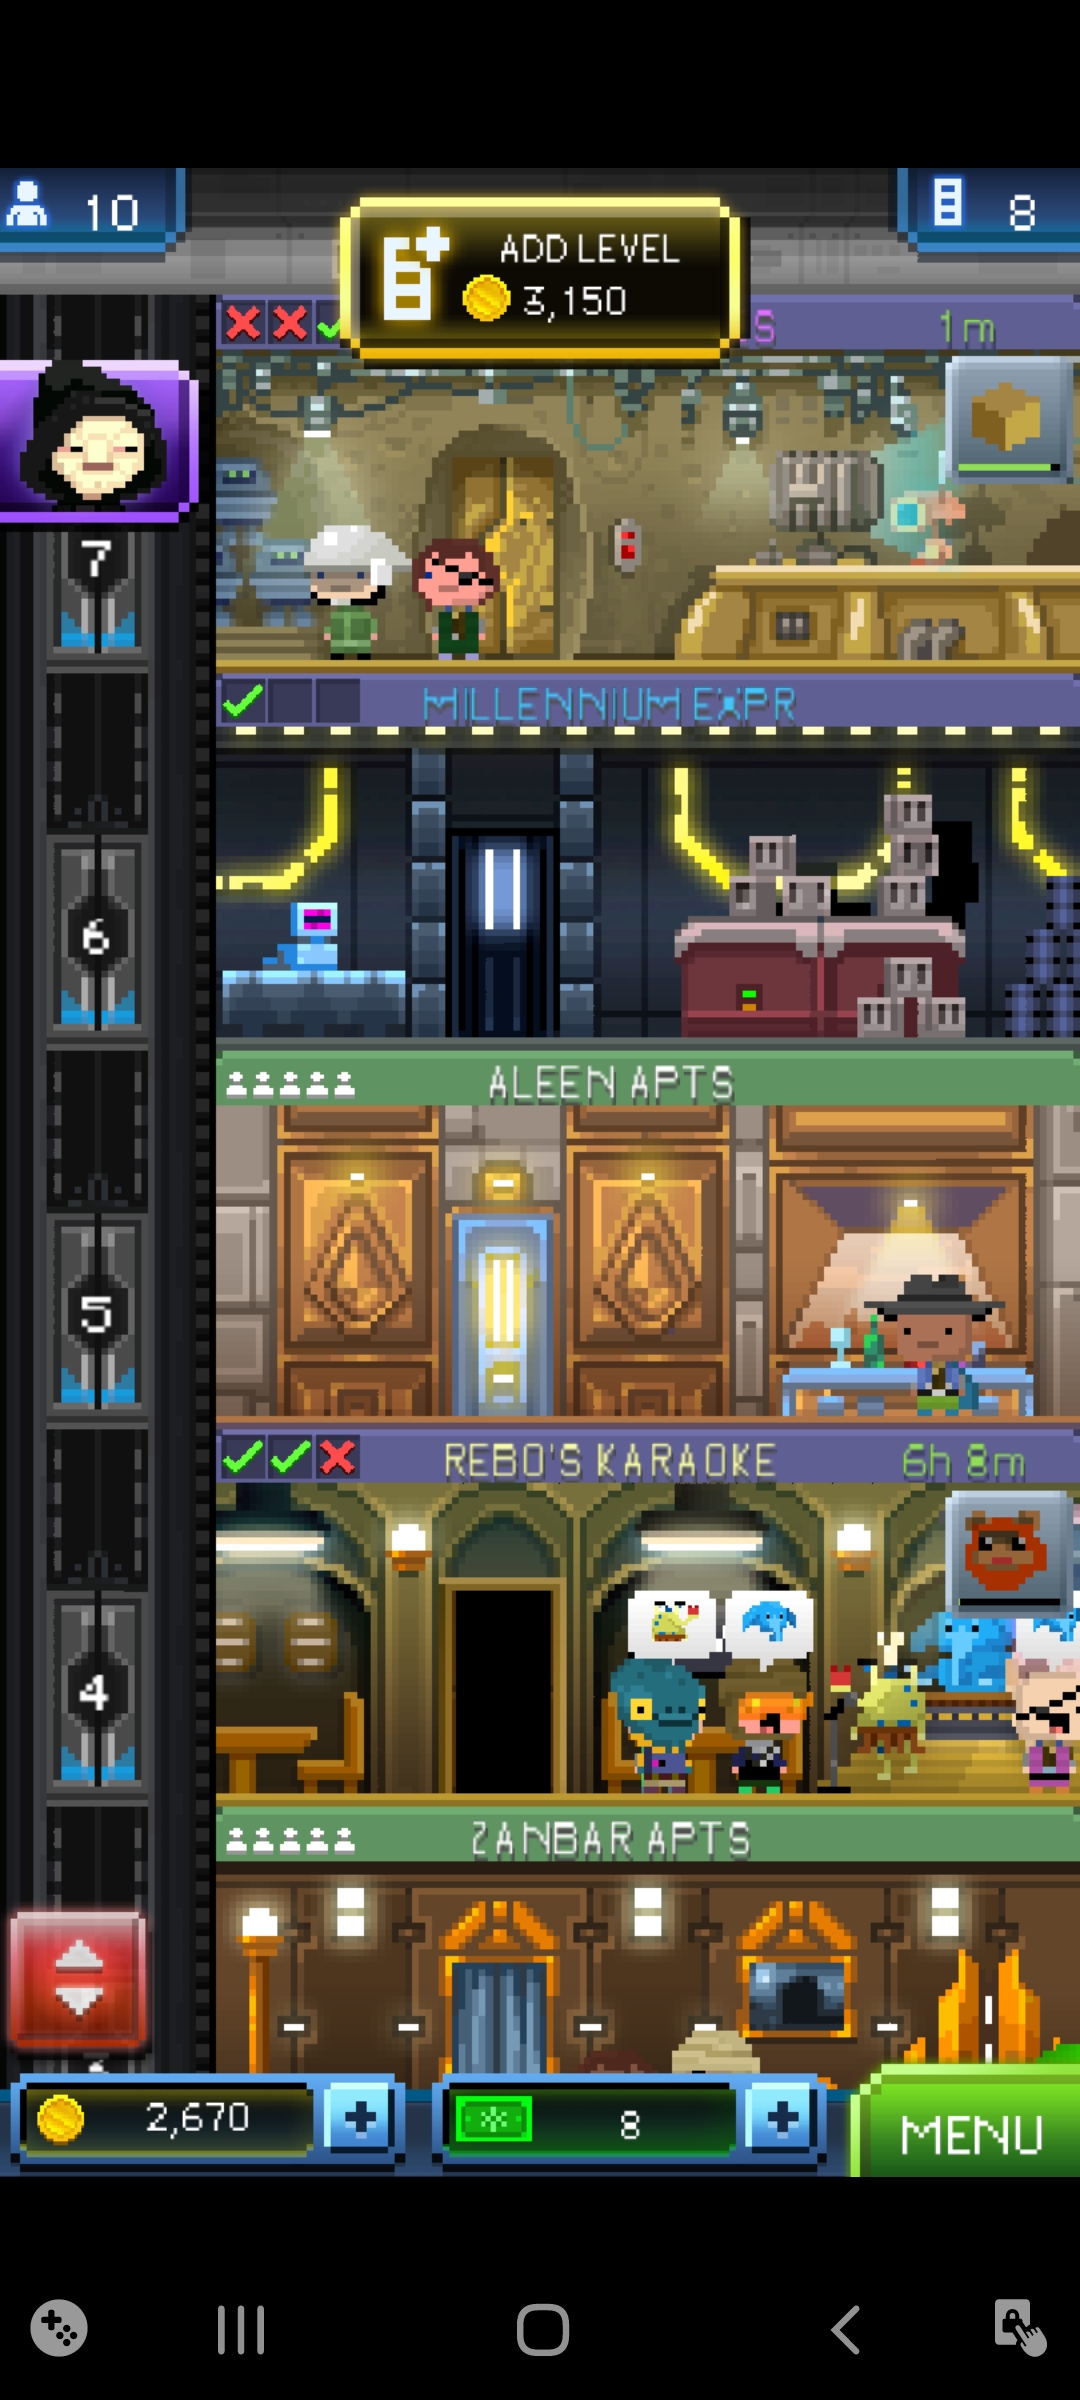 10
8
ADD LEVEL
3,150
S
1m
7
MILLENNIUM EXPR
6
ALEEN APTS
5
REBO'S KARAOKE
6h 8m
4
ZANBAR APTS
2,670
8
MENU